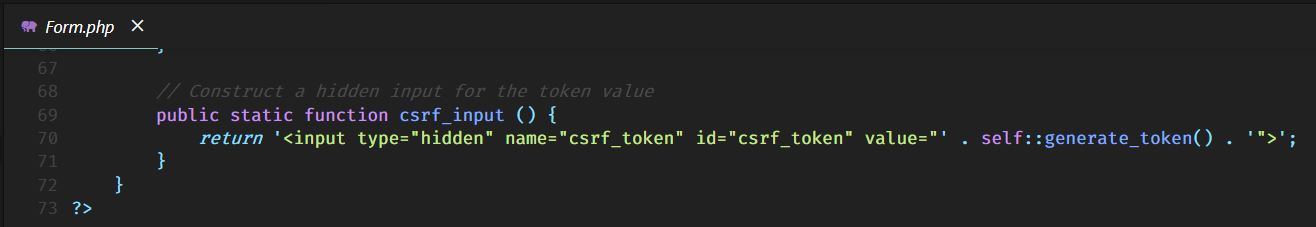 Form.php ×
67
68 // Construct a hidden input for the token value
69 public static function csrf_input () {
70 return '<input type="hidden" name="csrf_token" id="csrf_token" value="' . self::generate_token() . '">';
71 }
72 }
73 ?>